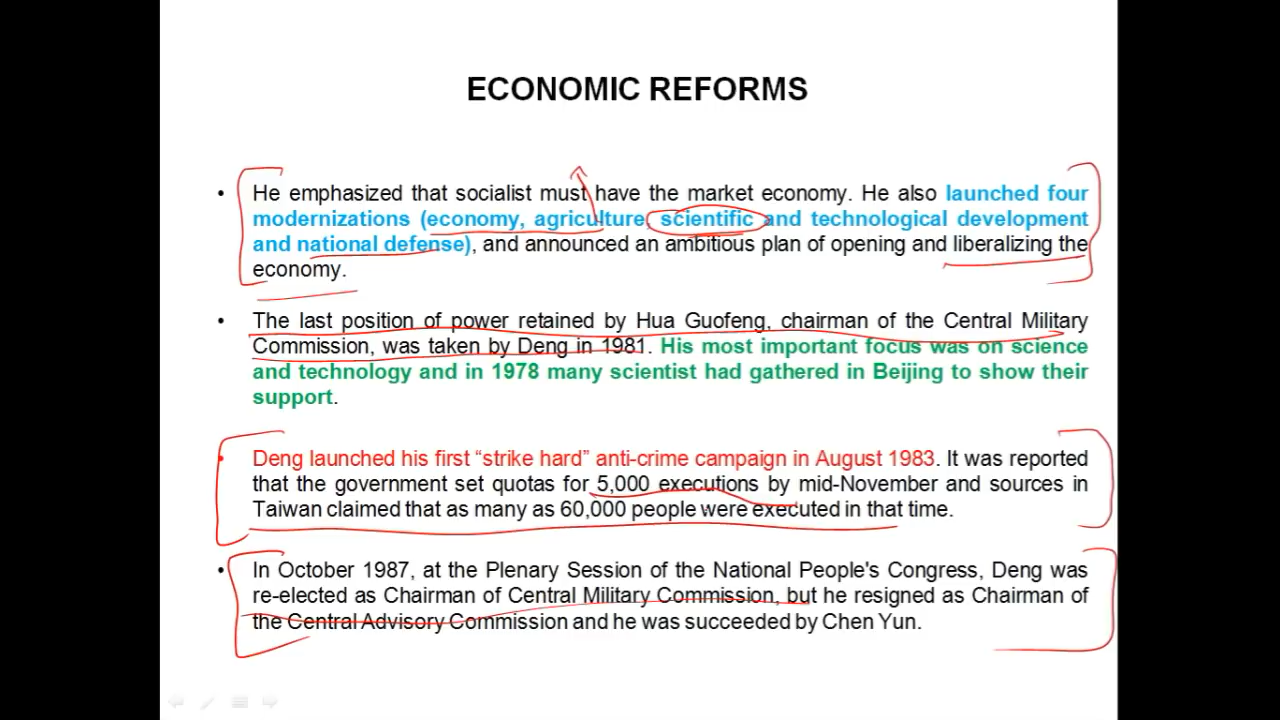 ECONOMIC REFORMS
• He emphasized that socialist must have the market economy. He also launched four
modernizations (economy, agriculture, scientific and technological development
and national defense), and announced an ambitious plan of opening and liberalizing the
economy.
• The last position of power retained by Hua Guofeng, chairman of the Central Military
Commission, was taken by Deng in 1981. His most important focus was on science
and technology and in 1978 many scientist had gathered in Beijing to show their
support.
• Deng launched his first “strike hard” anti-crime campaign in August 1983. It was reported
that the government set quotas for 5,000 executions by mid-November and sources in
Taiwan claimed that as many as 60,000 people were executed in that time.
• In October 1987, at the Plenary Session of the National People's Congress, Deng was
re-elected as Chairman of Central Military Commission, but he resigned as Chairman of
the Central Advisory Commission and he was succeeded by Chen Yun.